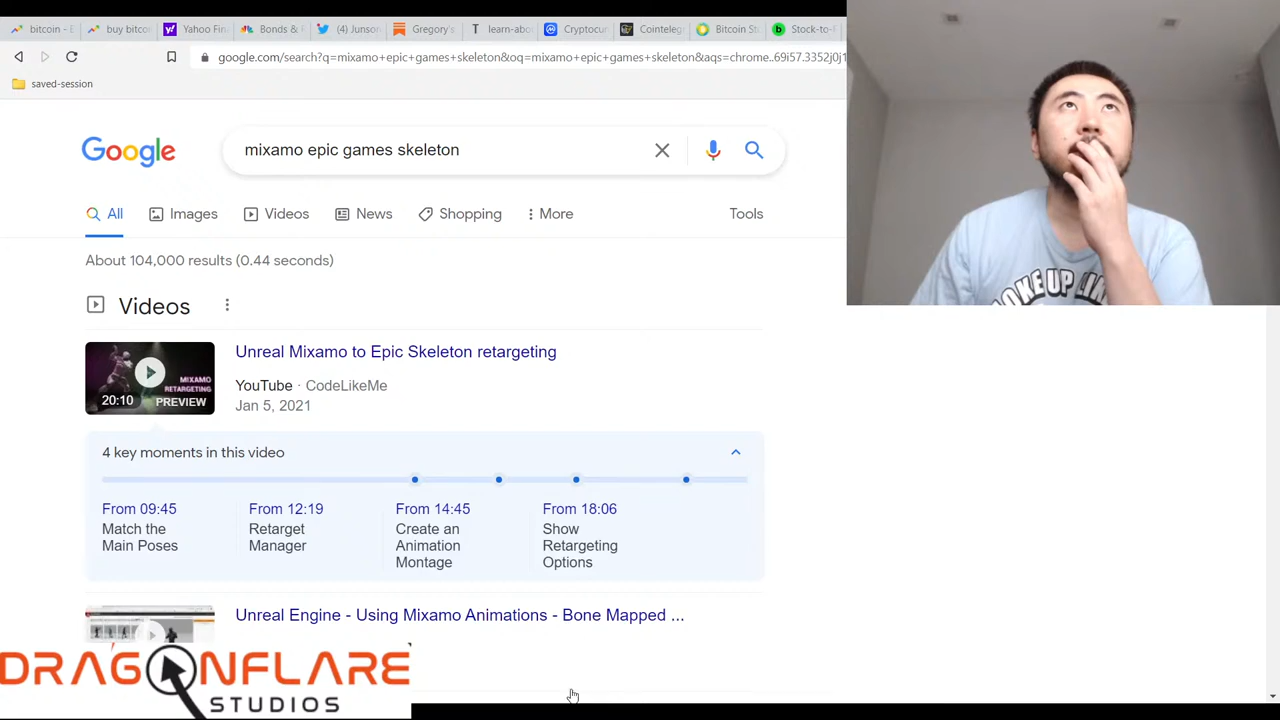 bitcoin - E
buy bitco
Yahoo Fin
Bonds &
(4) Junson
Gregory's
learn-abo
Cryptocur
Cointeleg
Bitcoin St
Stock-to-F
google.com/search?q=mixamo+epic+games+skeleton&oq=mixamo+epic+games+skeleton&aqs=chrome..69i57.3352j0j1
saved-session
Google
mixamo epic games skeleton
All
Images
Videos
News
Shopping
More
Tools
About 104,000 results (0.44 seconds)
Videos
Unreal Mixamo to Epic Skeleton retargeting
MIXAMO
RETARGETING
20:10
PREVIEW
YouTube · CodeLikeMe
Jan 5, 2021
4 key moments in this video
From 09:45
Match the
Main Poses
From 12:19
Retarget
Manager
From 14:45
Create an
Animation
Montage
From 18:06
Show
Retargeting
Options
Unreal Engine - Using Mixamo Animations - Bone Mapped ...
DRAGONFLARE
STUDIOS